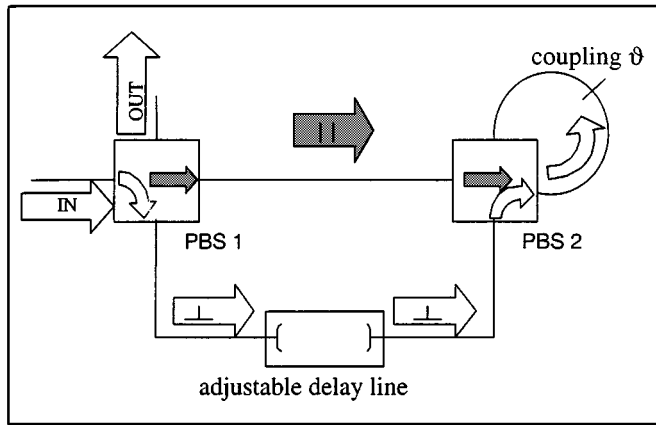 OUT
coupling ϑ
||
IN
PBS 1
PBS 2
⊥
⊥
adjustable delay line